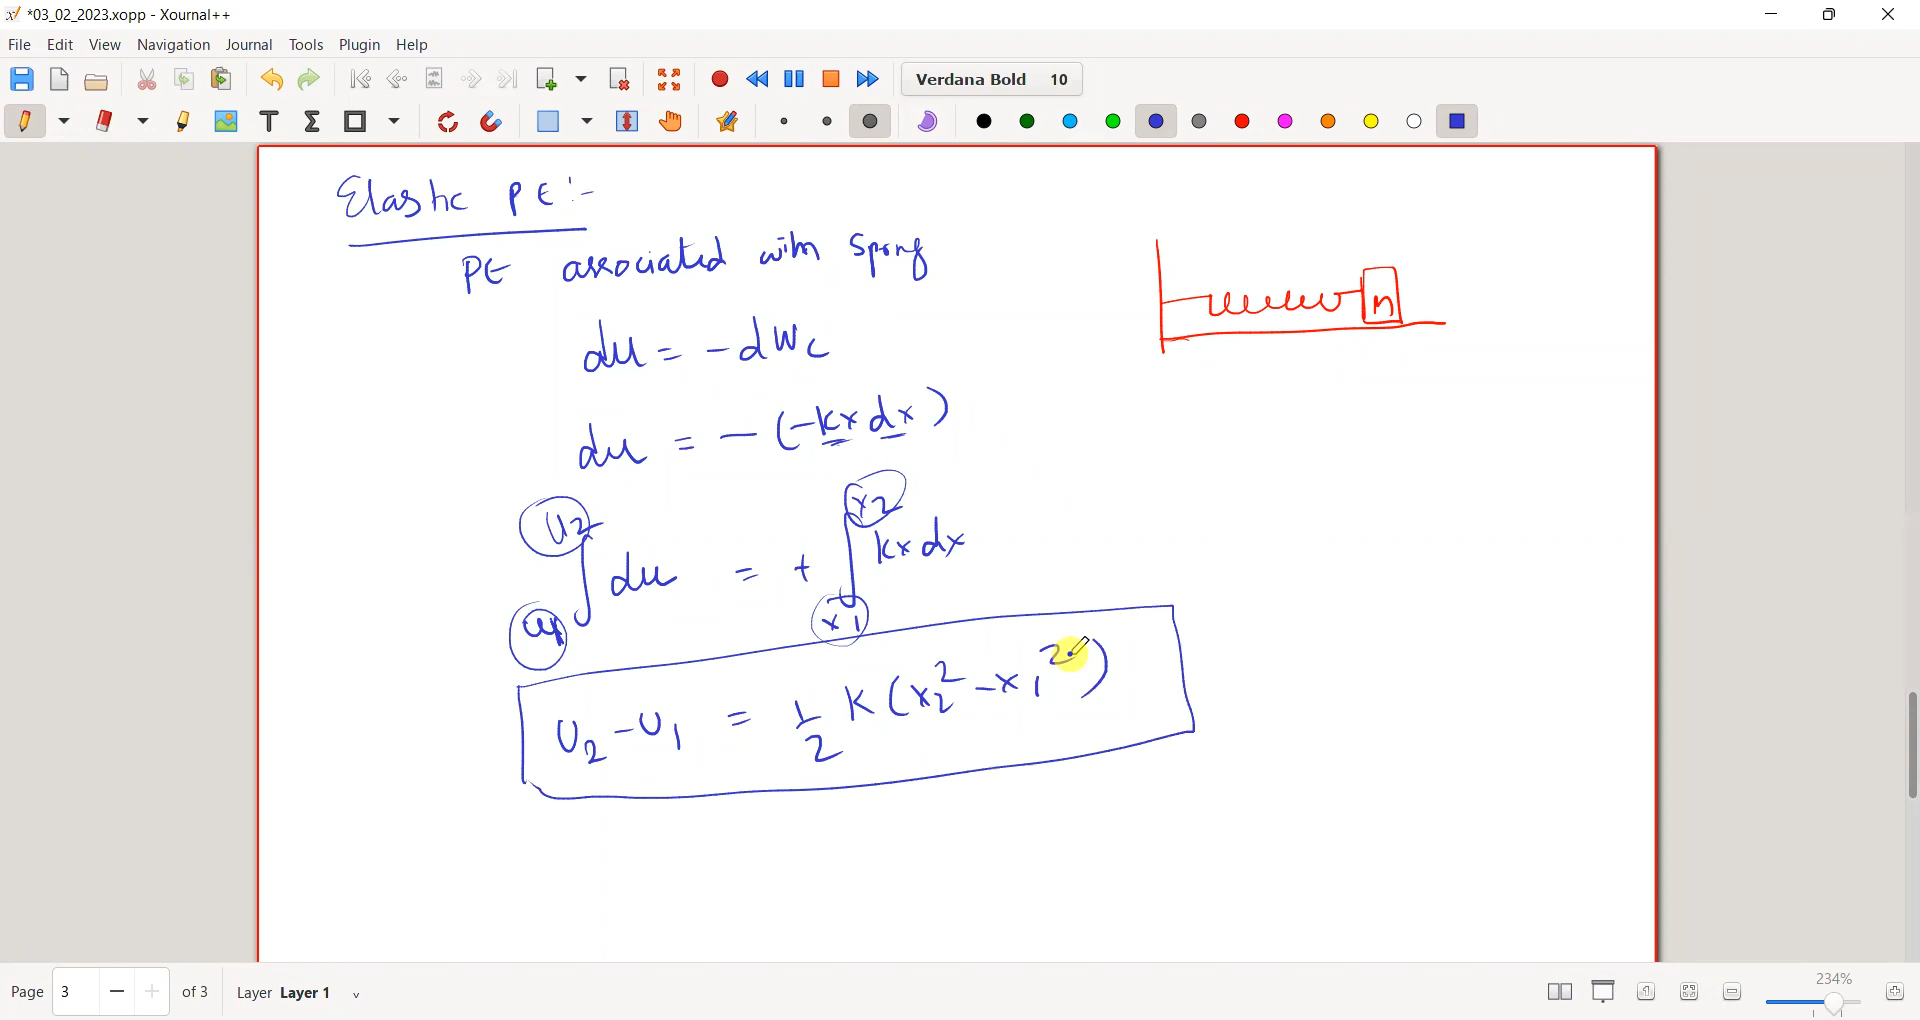 *03_02_2023.xopp - Xournal++
File Edit View Navigation Journal Tools Plugin Help
Verdana Bold 10
Elastic PE :-
PE associated with Spring
du = -dWc
du = - (-kx dx)
∫_{U1}^{U2} du = + ∫_{x1}^{x2} kx dx
U₂ - U₁ = 1/2 K (x₂² - x₁²)
m
Page 3 of 3 Layer Layer 1
234%